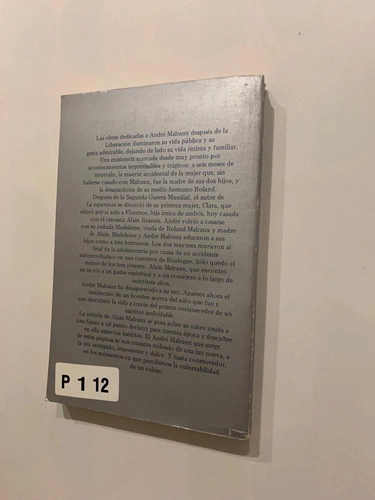 Las obras dedicadas a André Malraux después de la
Liberación iluminaron su vida pública y su
gesta admirable, dejando de lado su vida íntima y familiar.
Una existencia marcada desde muy pronto por
acontecimientos imprevisibles y trágicos: a seis meses de
intervalo, la muerte accidental de la mujer que, sin
haberse casado con Malraux, fue la madre de sus dos hijos, y
la desaparición de su medio hermano Roland.
Después de la Segunda Guerra Mundial, el autor de
La esperanza se divorció de su primera mujer, Clara, que
educó por sí sola a Florence, hija única de ambos, hoy casada
con el cineasta Alain Resnais. André volvió a casarse
con su cuñada Madeleine, viuda de Roland Malraux y madre
de Alain. Madeleine y André Malraux educaron a sus
hijos como a tres hermanos. Los dos mayores murieron al
final de la adolescencia por causa de un accidente
automovilístico en una carretera de Boulogne. Sólo quedó el
menor de los tres jóvenes: Alain Malraux, que encontró
en su tío a un padre espiritual y a un consejero a lo largo de
veintitrés años.
André Malraux ha desaparecido a su vez. Aparece ahora el
testimonio de un hombre acerca del niño que fue y
que descubrió la vida a través del prisma enriquecedor de un
mentor inolvidable.
La mirada de Alain Malraux se posa sobre su niñez unida a
una figura a tal punto decisiva para nuestra época y descubre
en ella aspectos inéditos. El André Malraux que surge
de estas páginas se nos muestra rodeado de una luz nueva, a
la vez intrépido, imponente y dulce. Y hasta conmovedor,
en los momentos en que percibimos la vulnerabilidad
de un coloso.
P 1 12